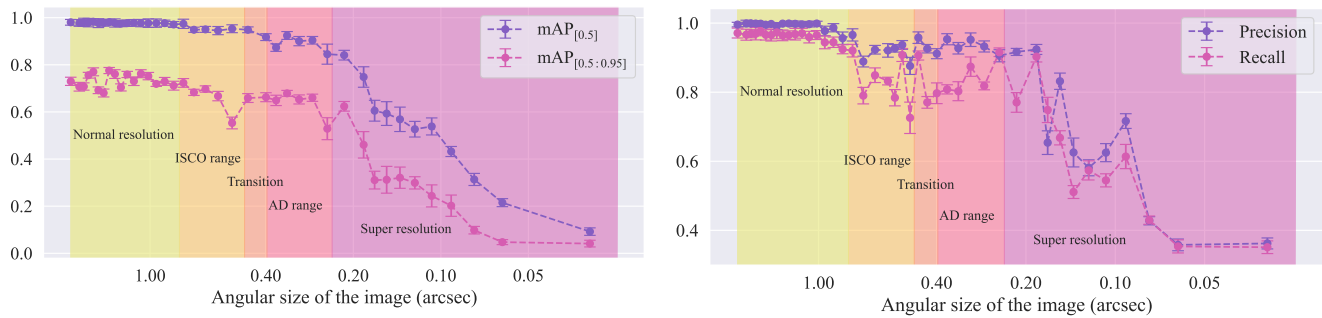 1.0
0.8
0.6
0.4
0.2
0.0
mAP[0.5]
mAP[0.5:0.95]
Normal resolution
ISCO range
Transition
AD range
Super resolution
1.00 0.40 0.20 0.10 0.05
Angular size of the image (arcsec)
1.0
0.8
0.6
0.4
Precision
Recall
Normal resolution
ISCO range
Transition
AD range
Super resolution
1.00 0.40 0.20 0.10 0.05
Angular size of the image (arcsec)